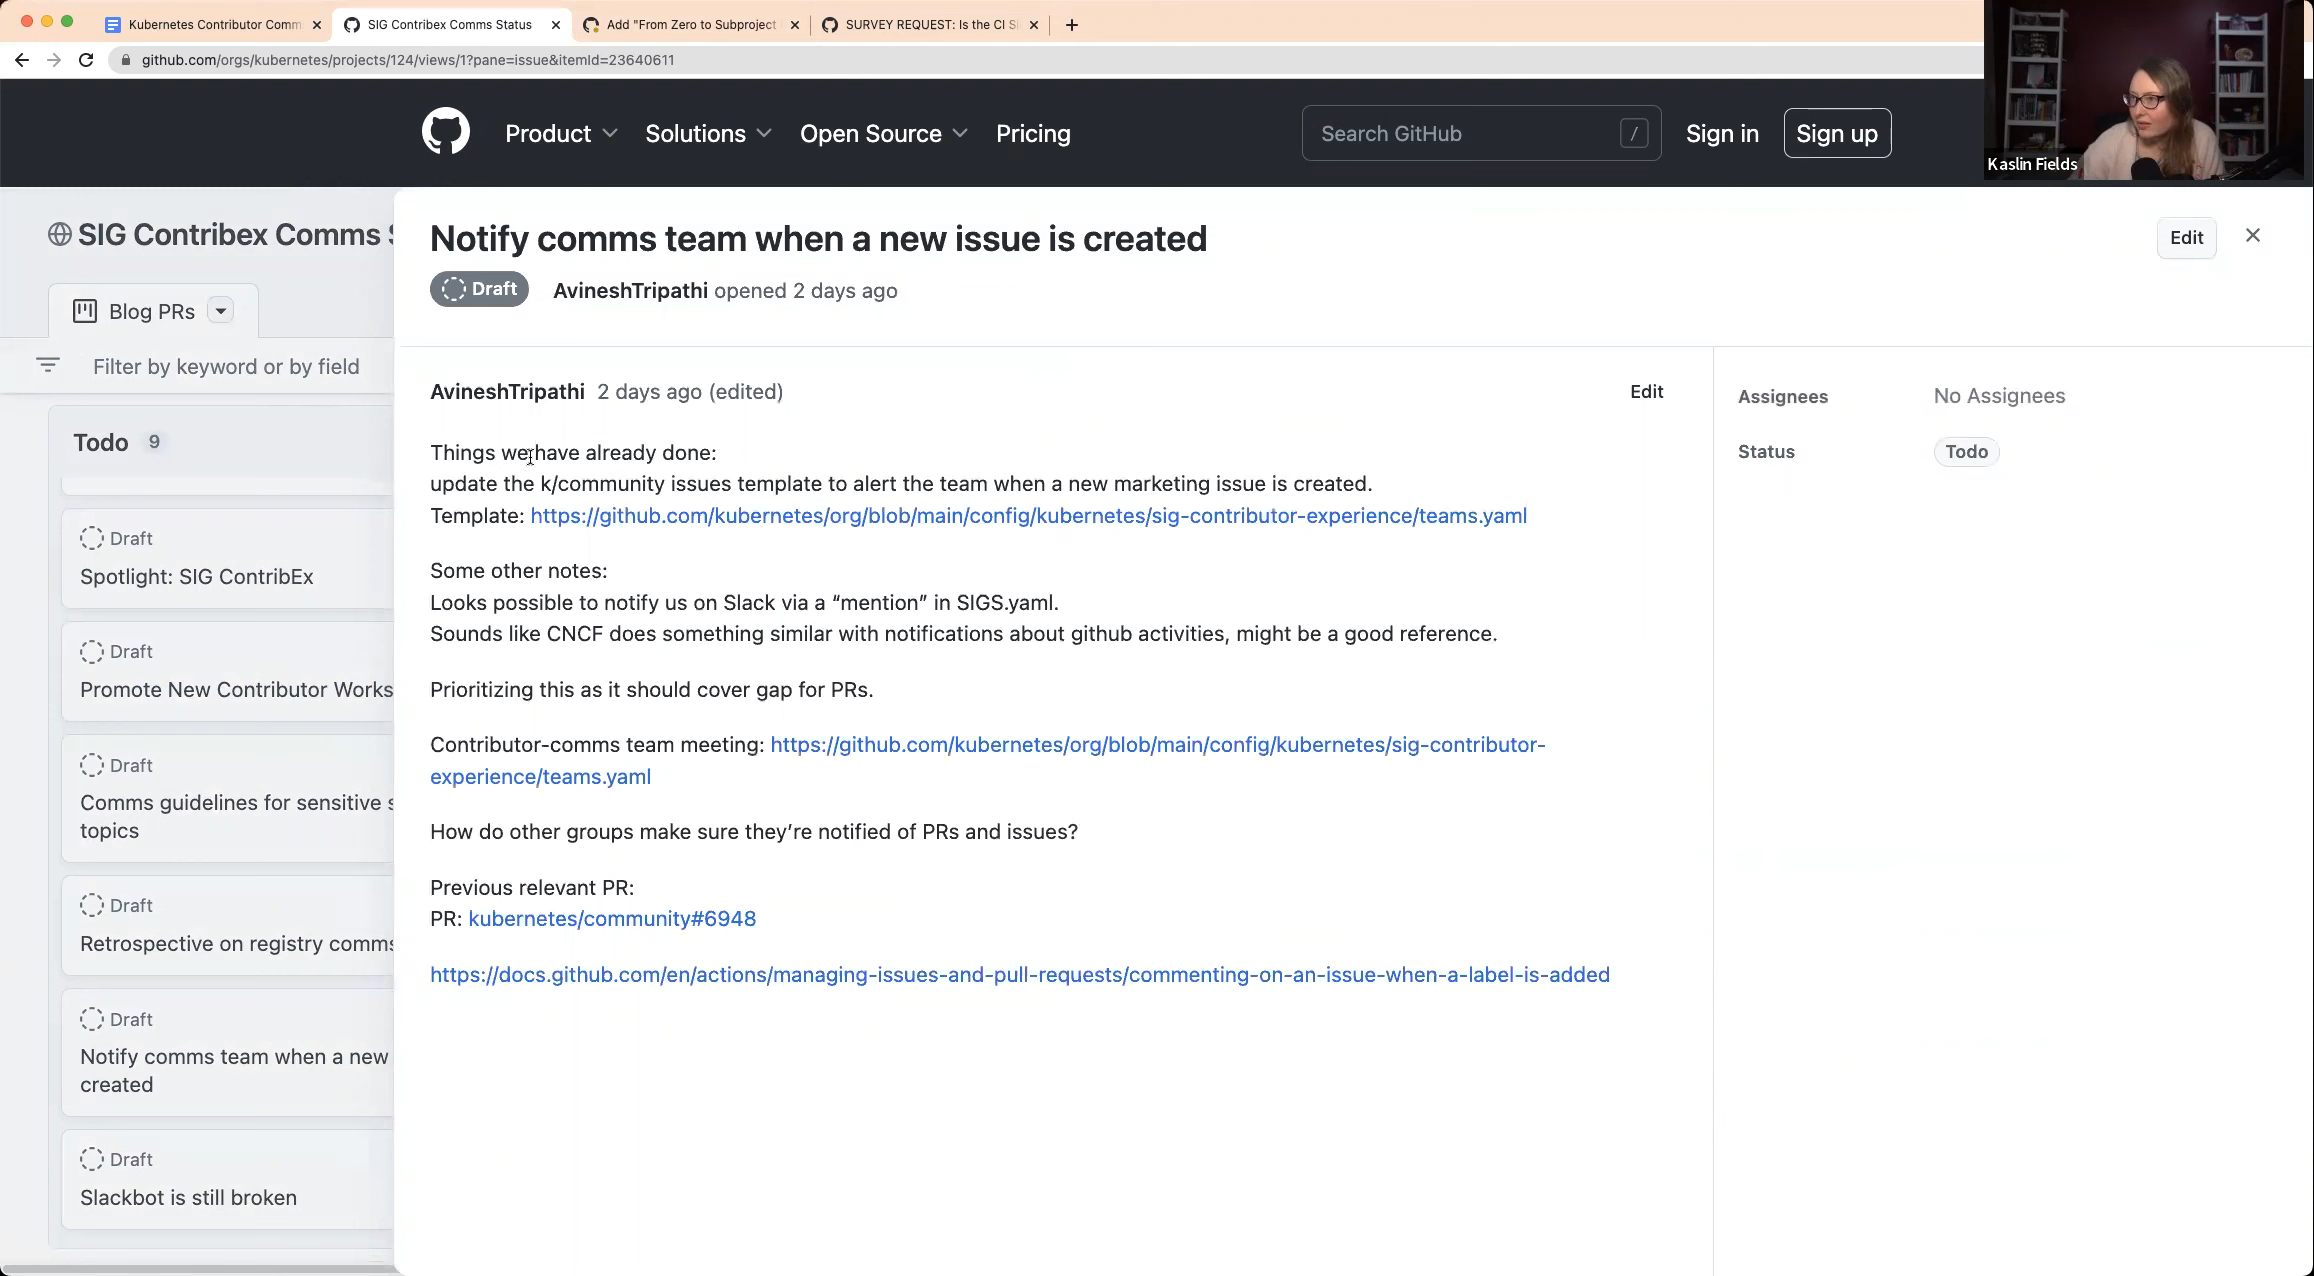 Kubernetes Contributor Comm
SIG Contribex Comms Status
Add "From Zero to Subproject
SURVEY REQUEST: Is the CI S
github.com/orgs/kubernetes/projects/124/views/1?pane=issue&itemId=23640611
Product
Solutions
Open Source
Pricing
Search GitHub
/
Sign in
Sign up
Kaslin Fields
SIG Contribex Comms S
Blog PRs
Filter by keyword or by field
Todo 9
Draft
Spotlight: SIG ContribEx
Draft
Promote New Contributor Works
Draft
Comms guidelines for sensitive s
topics
Draft
Retrospective on registry comms
Draft
Notify comms team when a new
created
Draft
Slackbot is still broken
Notify comms team when a new issue is created
Edit
Draft
AvineshTripathi opened 2 days ago
AvineshTripathi 2 days ago (edited)
Edit
Things we have already done:
update the k/community issues template to alert the team when a new marketing issue is created.
Template: https://github.com/kubernetes/org/blob/main/config/kubernetes/sig-contributor-experience/teams.yaml
Some other notes:
Looks possible to notify us on Slack via a “mention” in SIGS.yaml.
Sounds like CNCF does something similar with notifications about github activities, might be a good reference.
Prioritizing this as it should cover gap for PRs.
Contributor-comms team meeting: https://github.com/kubernetes/org/blob/main/config/kubernetes/sig-contributor-
experience/teams.yaml
How do other groups make sure they’re notified of PRs and issues?
Previous relevant PR:
PR: kubernetes/community#6948
https://docs.github.com/en/actions/managing-issues-and-pull-requests/commenting-on-an-issue-when-a-label-is-added
Assignees
No Assignees
Status
Todo